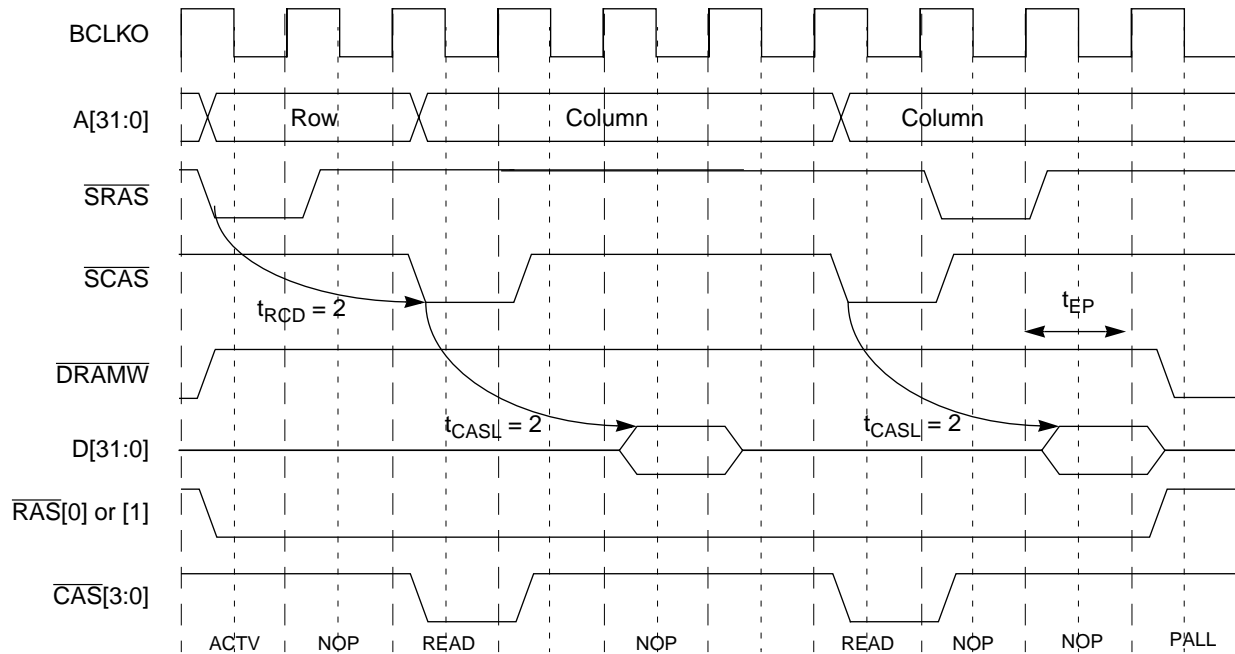 BCLKO
A[31:0] Row Column Column
SRAS
SCAS
tRCD = 2 tEP
DRAMW
tCASL = 2 tCASL = 2
D[31:0]
RAS[0] or [1]
CAS[3:0]
ACTV NOP READ NOP READ NOP NOP PALL